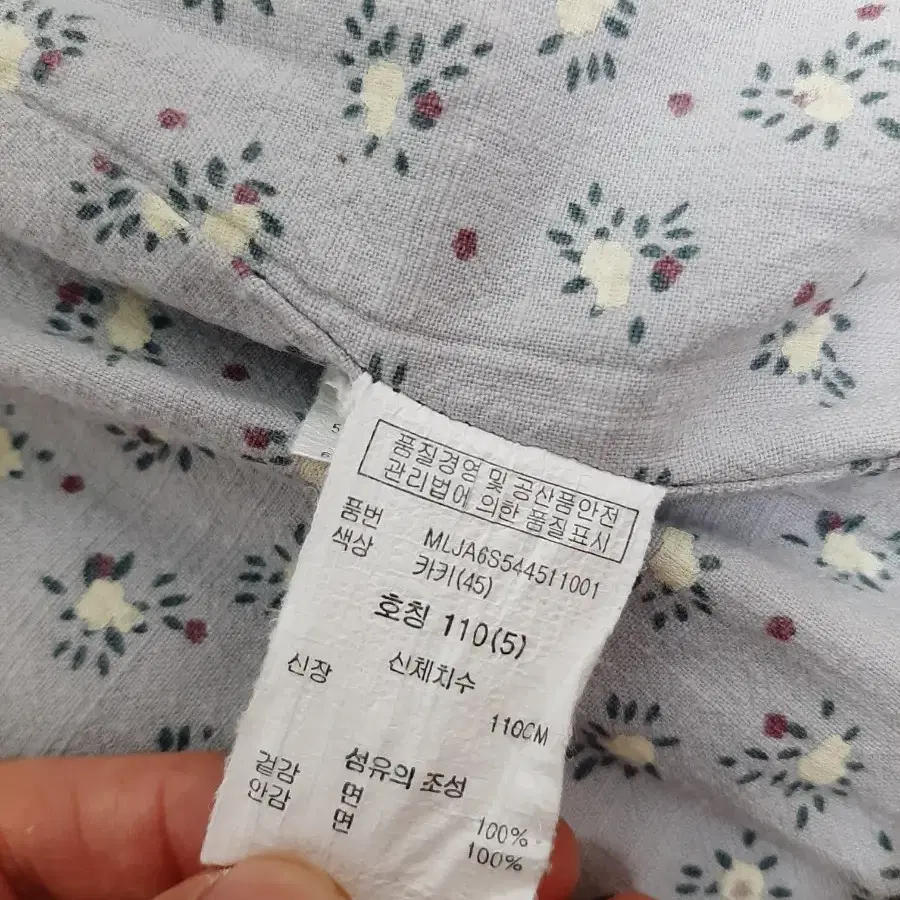 품질경영 및 공산품안전
관리법에 의한 품질표시
품번 MLJA6S544511001
색상 카키(45)
호칭 110(5)
신체치수
신장 110CM
섬유의 조성
겉감 면 100%
안감 면 100%
5